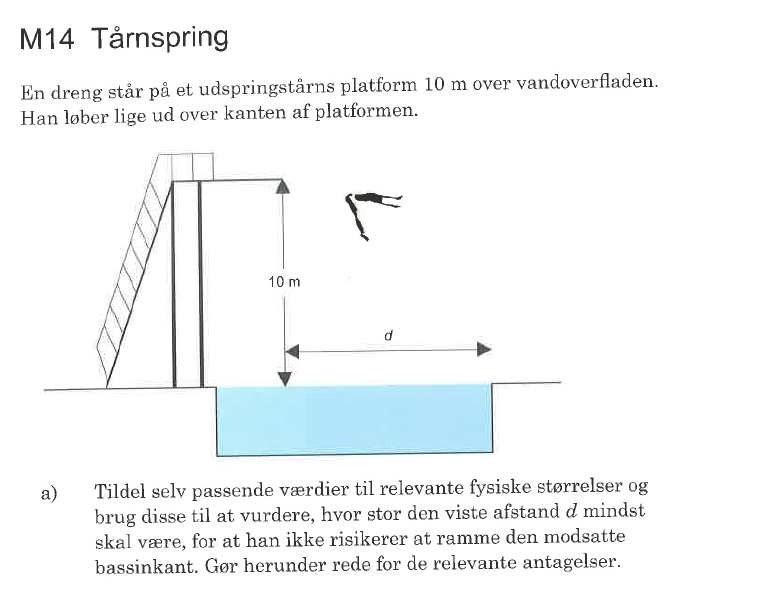 M14 Tårnspring
En dreng står på et udspringstårns platform 10 m over vandoverfladen.
Han løber lige ud over kanten af platformen.
10 m
d
a) Tildel selv passende værdier til relevante fysiske størrelser og
brug disse til at vurdere, hvor stor den viste afstand d mindst
skal være, for at han ikke risikerer at ramme den modsatte
bassinkant. Gør herunder rede for de relevante antagelser.